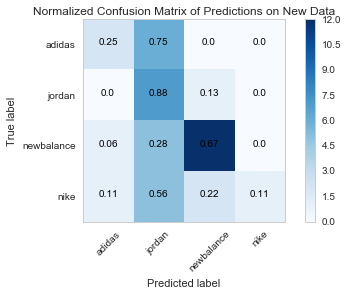 Normalized Confusion Matrix of Predictions on New Data
12.0
adidas 0.25 0.75 0.0 0.0
10.5
9.0
jordan 0.0 0.88 0.13 0.0
7.5
6.0
newbalance 0.06 0.28 0.67 0.0
4.5
3.0
nike 0.11 0.56 0.22 0.11
1.5
0.0
True label
adidas jordan newbalance nike
Predicted label